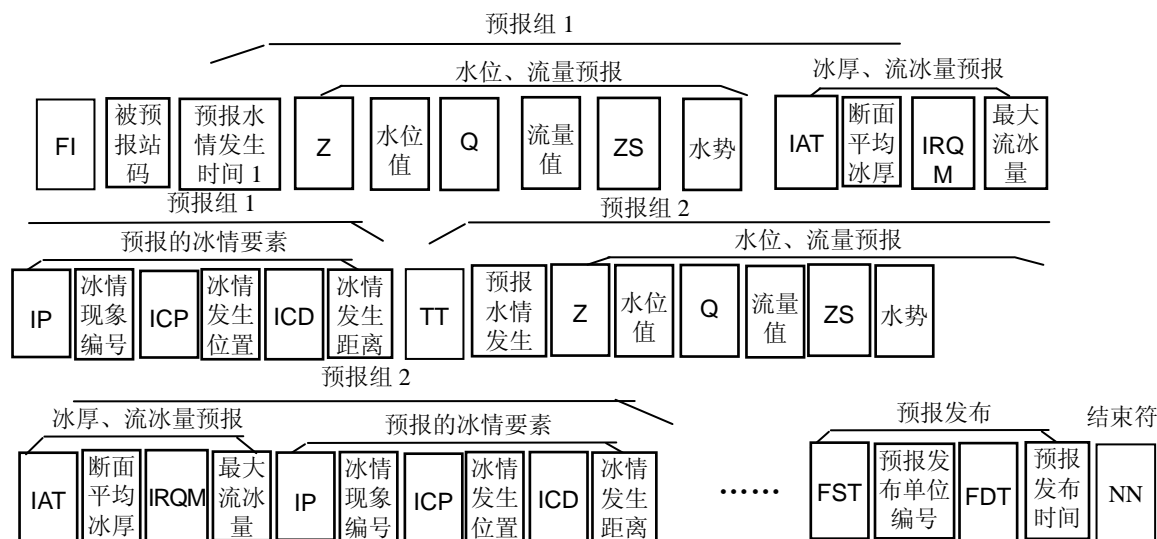 预报组 1
水位、流量预报
冰厚、流冰量预报
FI
被预
报站
码
预报水
情发生
时间 1
Z
水位
值
Q
流量
值
ZS
水势
IAT
断面
平均
冰厚
IRQ
M
最大
流冰
量
预报组 1
预报组 2
预报的冰情要素
水位、流量预报
IP
冰情
现象
编号
ICP
冰情
发生
位置
ICD
冰情
发生
距离
TT
预报
水情
发生
Z
水位
值
Q
流量
值
ZS
水势
预报组 2
冰厚、流冰量预报
预报的冰情要素
预报发布
结束符
IAT
断面
平均
冰厚
IRQM
最大
流冰
量
IP
冰情
现象
编号
ICP
冰情
发生
位置
ICD
冰情
发生
距离
……
FST
预报发
布单位
编号
FDT
预报
发布
时间
NN